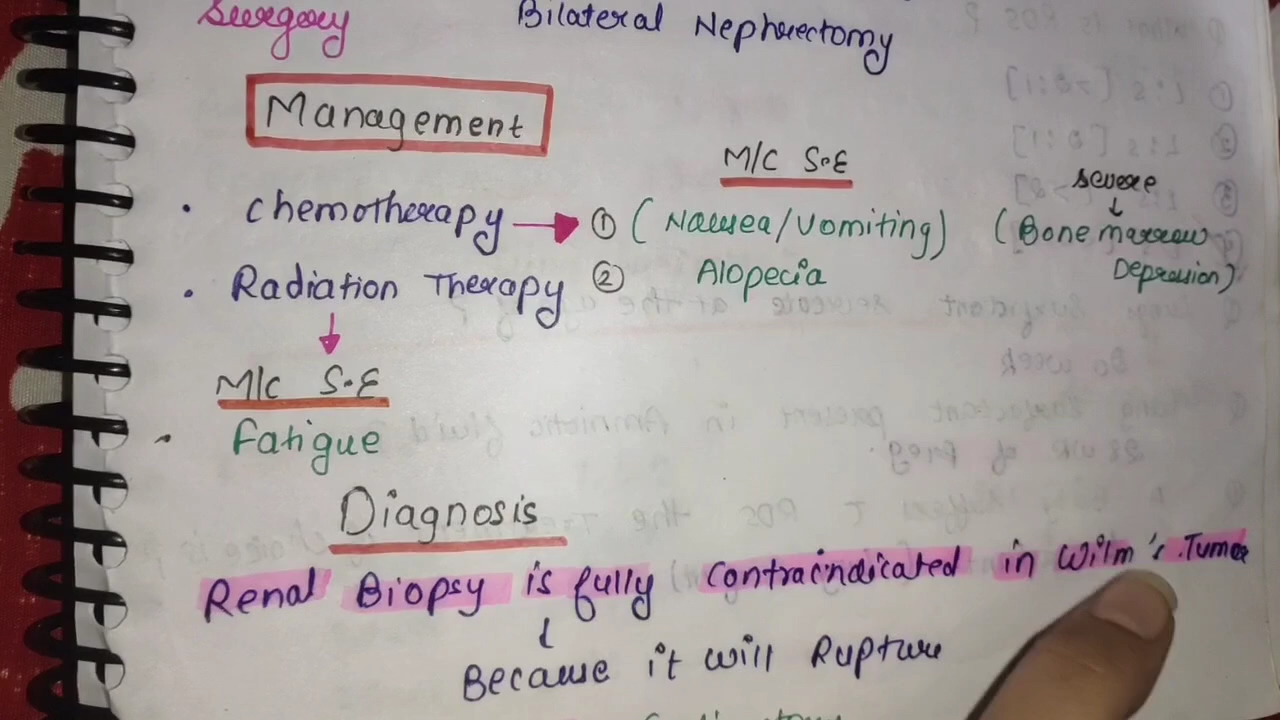 Surgery Bilateral Nephrectomy
Management
M/C S.E
severe
• Chemotherapy → ① (Nausea/Vomiting) (Bone marrow
• Radiation Therapy ② Alopecia Depression)
M/C S.E
Fatigue
Diagnosis
Renal Biopsy is fully Contraindicated in Wilm's Tumor
Because it will Rupture